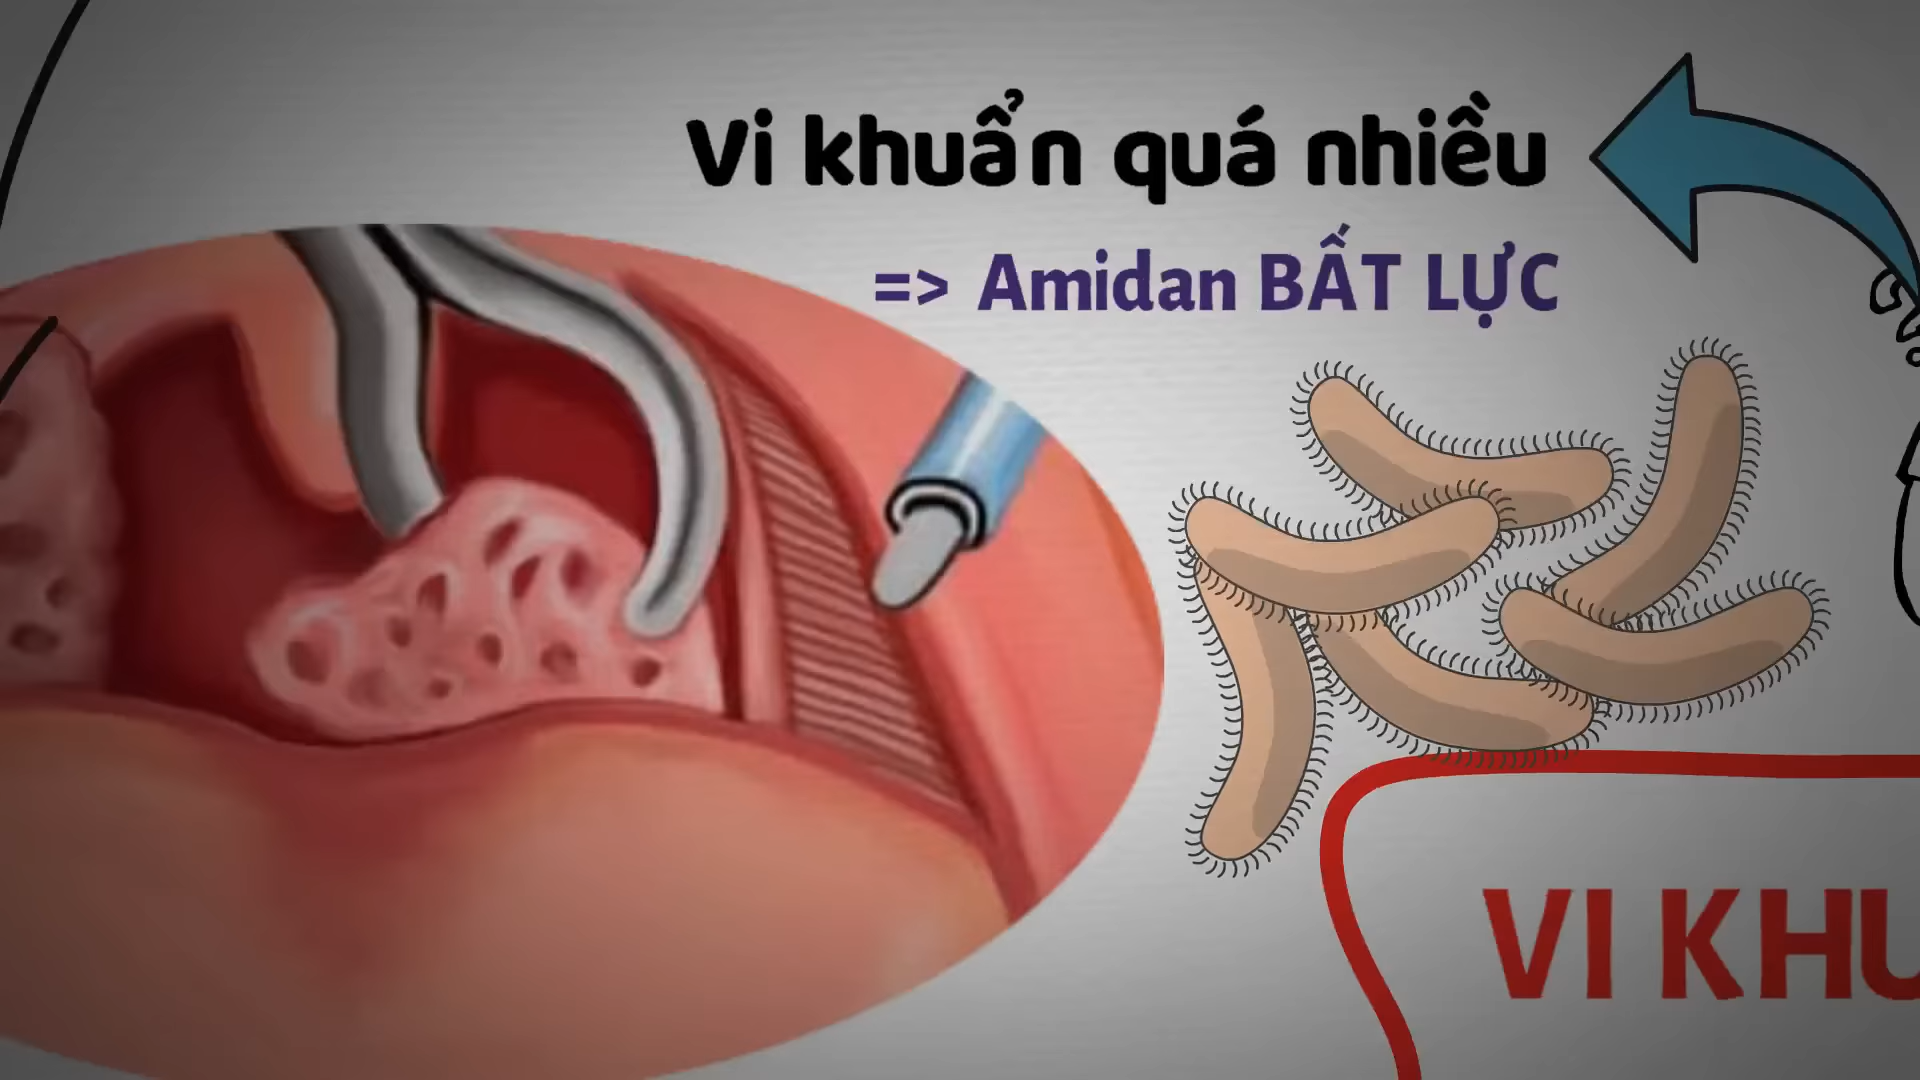 Vi khuẩn quá nhiều
=> Amidan BẤT LỰC
VI KHU